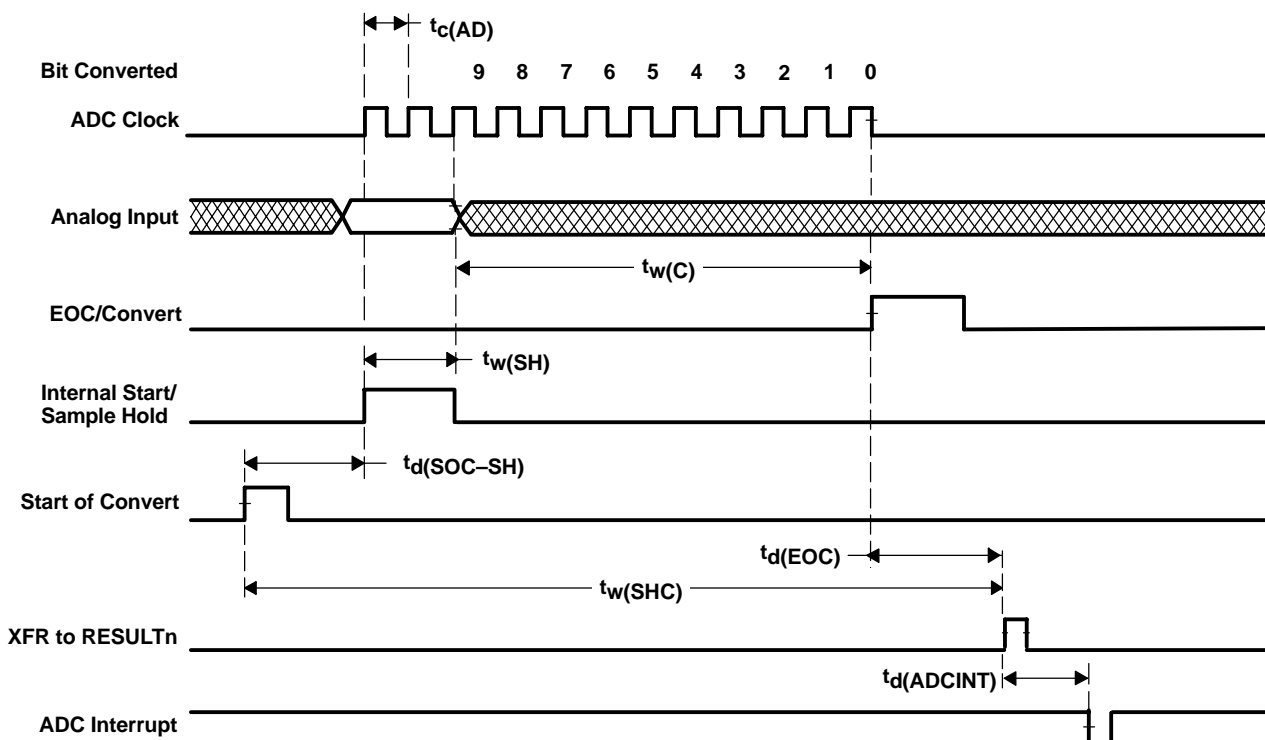 tc(AD)
Bit Converted
9 8 7 6 5 4 3 2 1 0
ADC Clock
Analog Input
tw(C)
EOC/Convert
tw(SH)
Internal Start/
Sample Hold
td(SOC–SH)
Start of Convert
td(EOC)
tw(SHC)
XFR to RESULTn
td(ADCINT)
ADC Interrupt